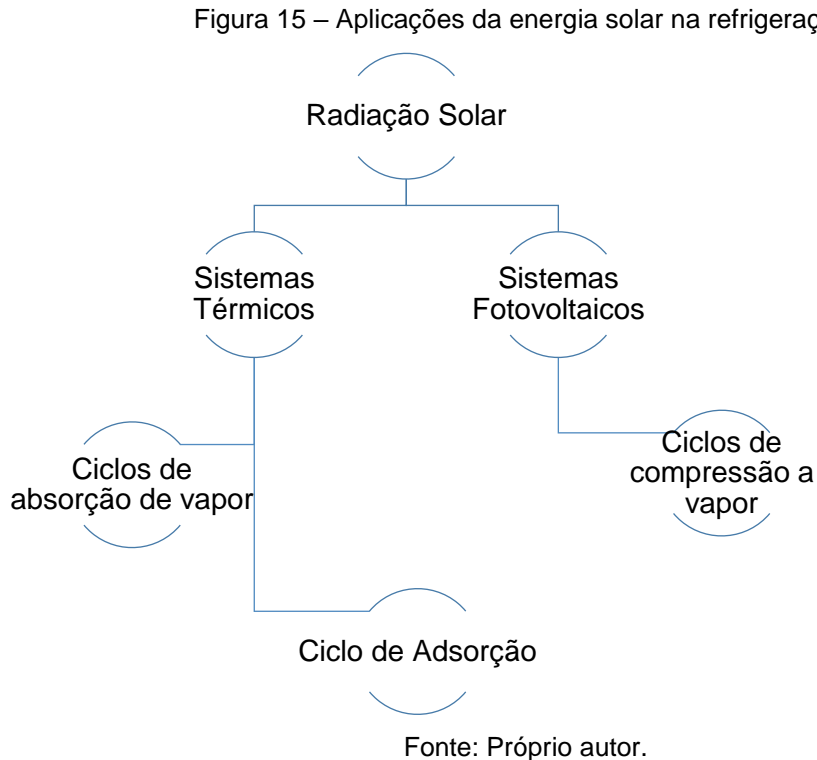 Figura 15 – Aplicações da energia solar na
Radiação Solar
Sistemas
Térmicos
Sistemas
Fotovoltaicos
Ciclos de
absorção de vapor
Ciclos de
compressão a
vapor
Ciclo de Adsorção
Fonte: Próprio autor.